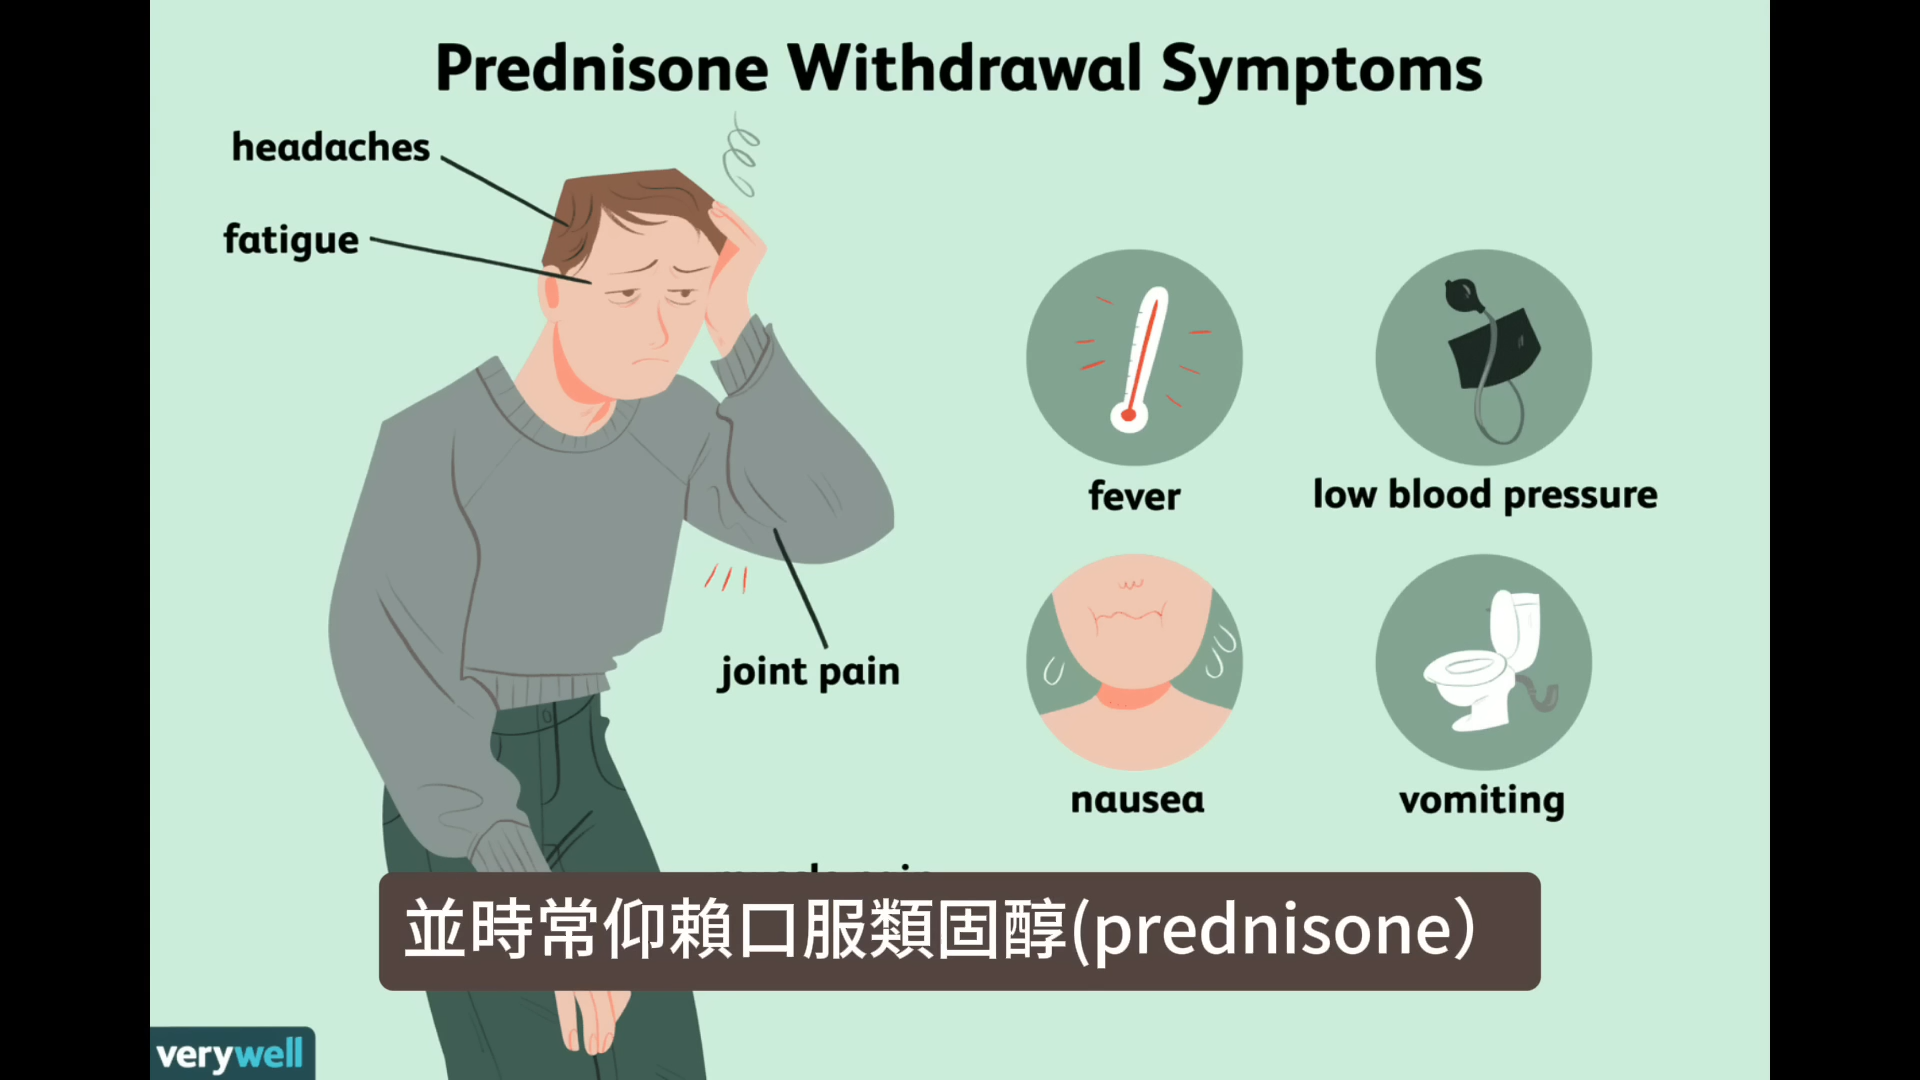 Prednisone Withdrawal Symptoms
headaches
fatigue
joint pain
fever
low blood pressure
nausea
vomiting
並時常仰賴口服類固醇(prednisone）
verywell